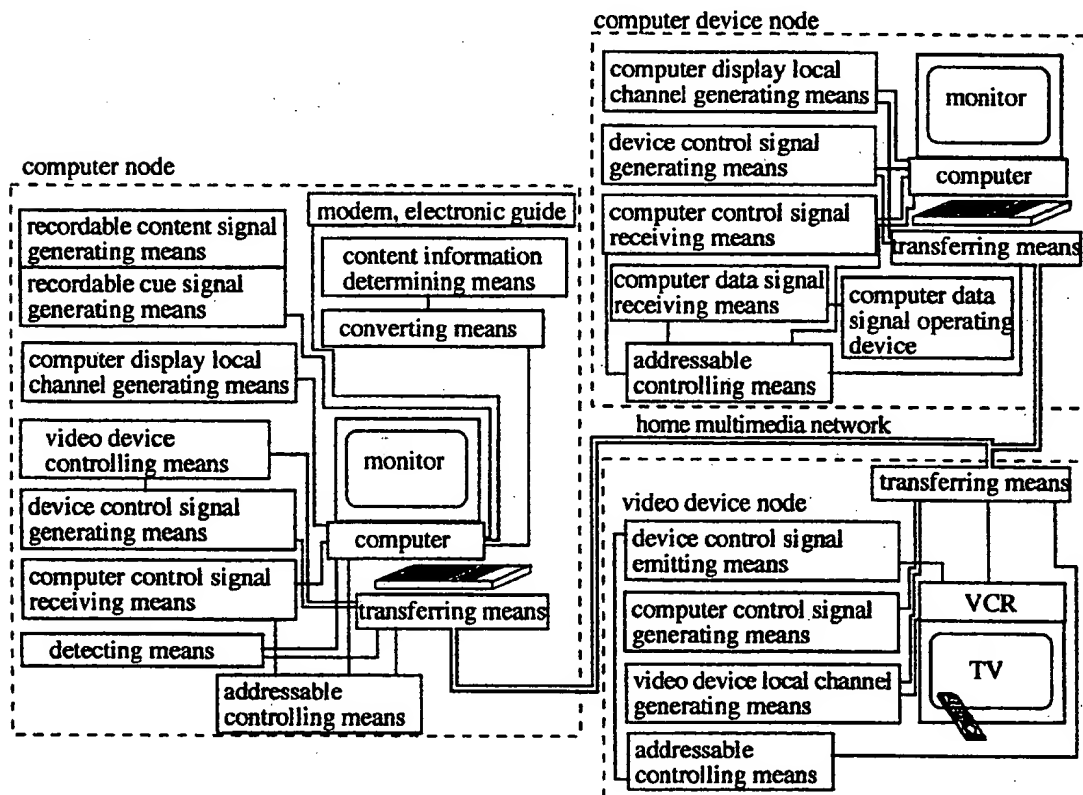 computer device node
computer display local
channel generating means
monitor
device control signal
generating means
computer
computer control signal
receiving means
transferring means
computer data signal
receiving means
computer data
signal operating
device
addressable
controlling means
computer node
recordable content signal
generating means
recordable cue signal
generating means
modem, electronic guide
content information
determining means
converting means
computer display local
channel generating means
video device
controlling means
monitor
device control signal
generating means
computer
computer control signal
receiving means
transferring means
detecting means
addressable
controlling means
home multimedia network
transferring means
video device node
device control signal
emitting means
VCR
computer control signal
generating means
TV
video device local channel
generating means
addressable
controlling means